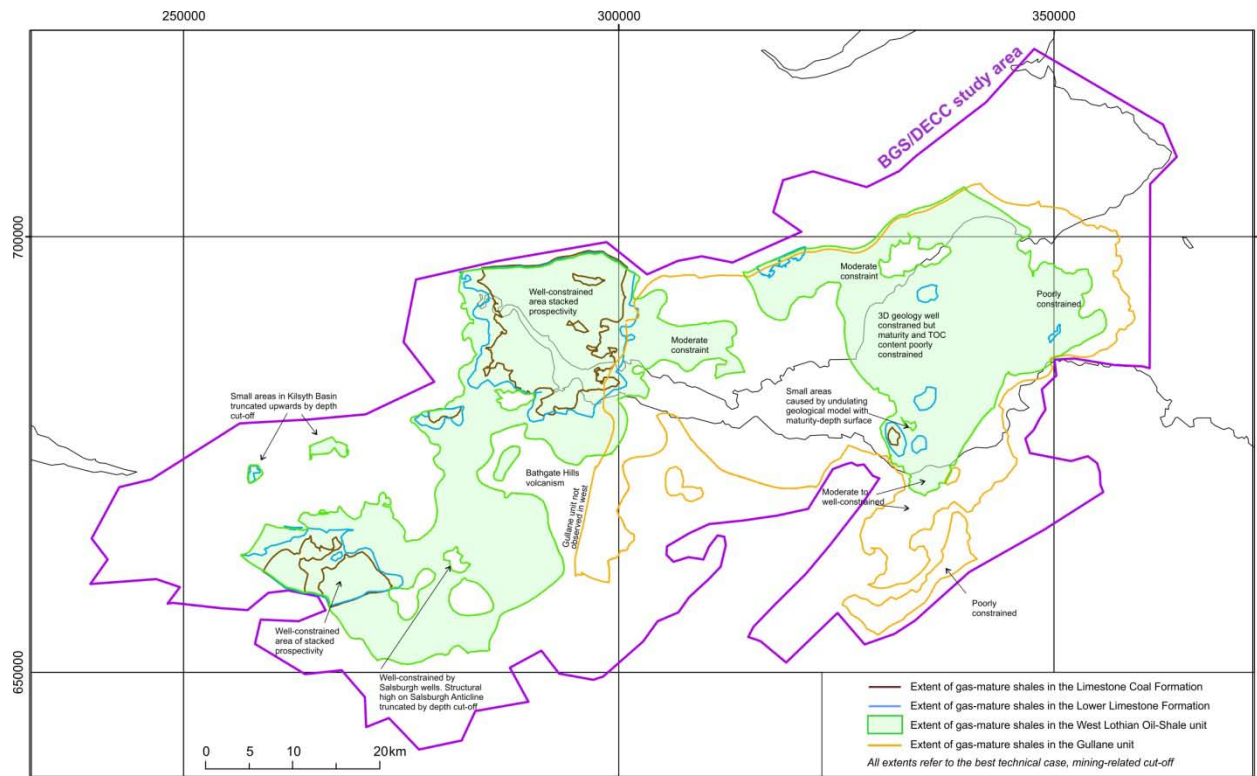 250000
300000
350000
700000
650000
BGS/DECC study area
Well-constrained
area stacked
prospectivity
Moderate
constraint
Moderate
constraint
Poorly
constrained
3D geology well
constraned but
maturity and TOC
content poorly
constrained
Small areas in Kilsyth Basin
truncated upwards by depth
cut-off
Small areas
caused by undulating
geological model with
maturity-depth surface
Bathgate Hills
volcanism
Gullane unit not
observed in west
Moderate to
well-constrained
Poorly
constrained
Well-constrained
area of stacked
prospectivity
Well-constrained by
Salsburgh wells. Structural
high on Salsburgh Anticline
truncated by depth cut-off
0 5 10 20km
Extent of gas-mature shales in the Limestone Coal Formation
Extent of gas-mature shales in the Lower Limestone Formation
Extent of gas-mature shales in the West Lothian Oil-Shale unit
Extent of gas-mature shales in the Gullane unit
All extents refer to the best technical case, mining-related cut-off